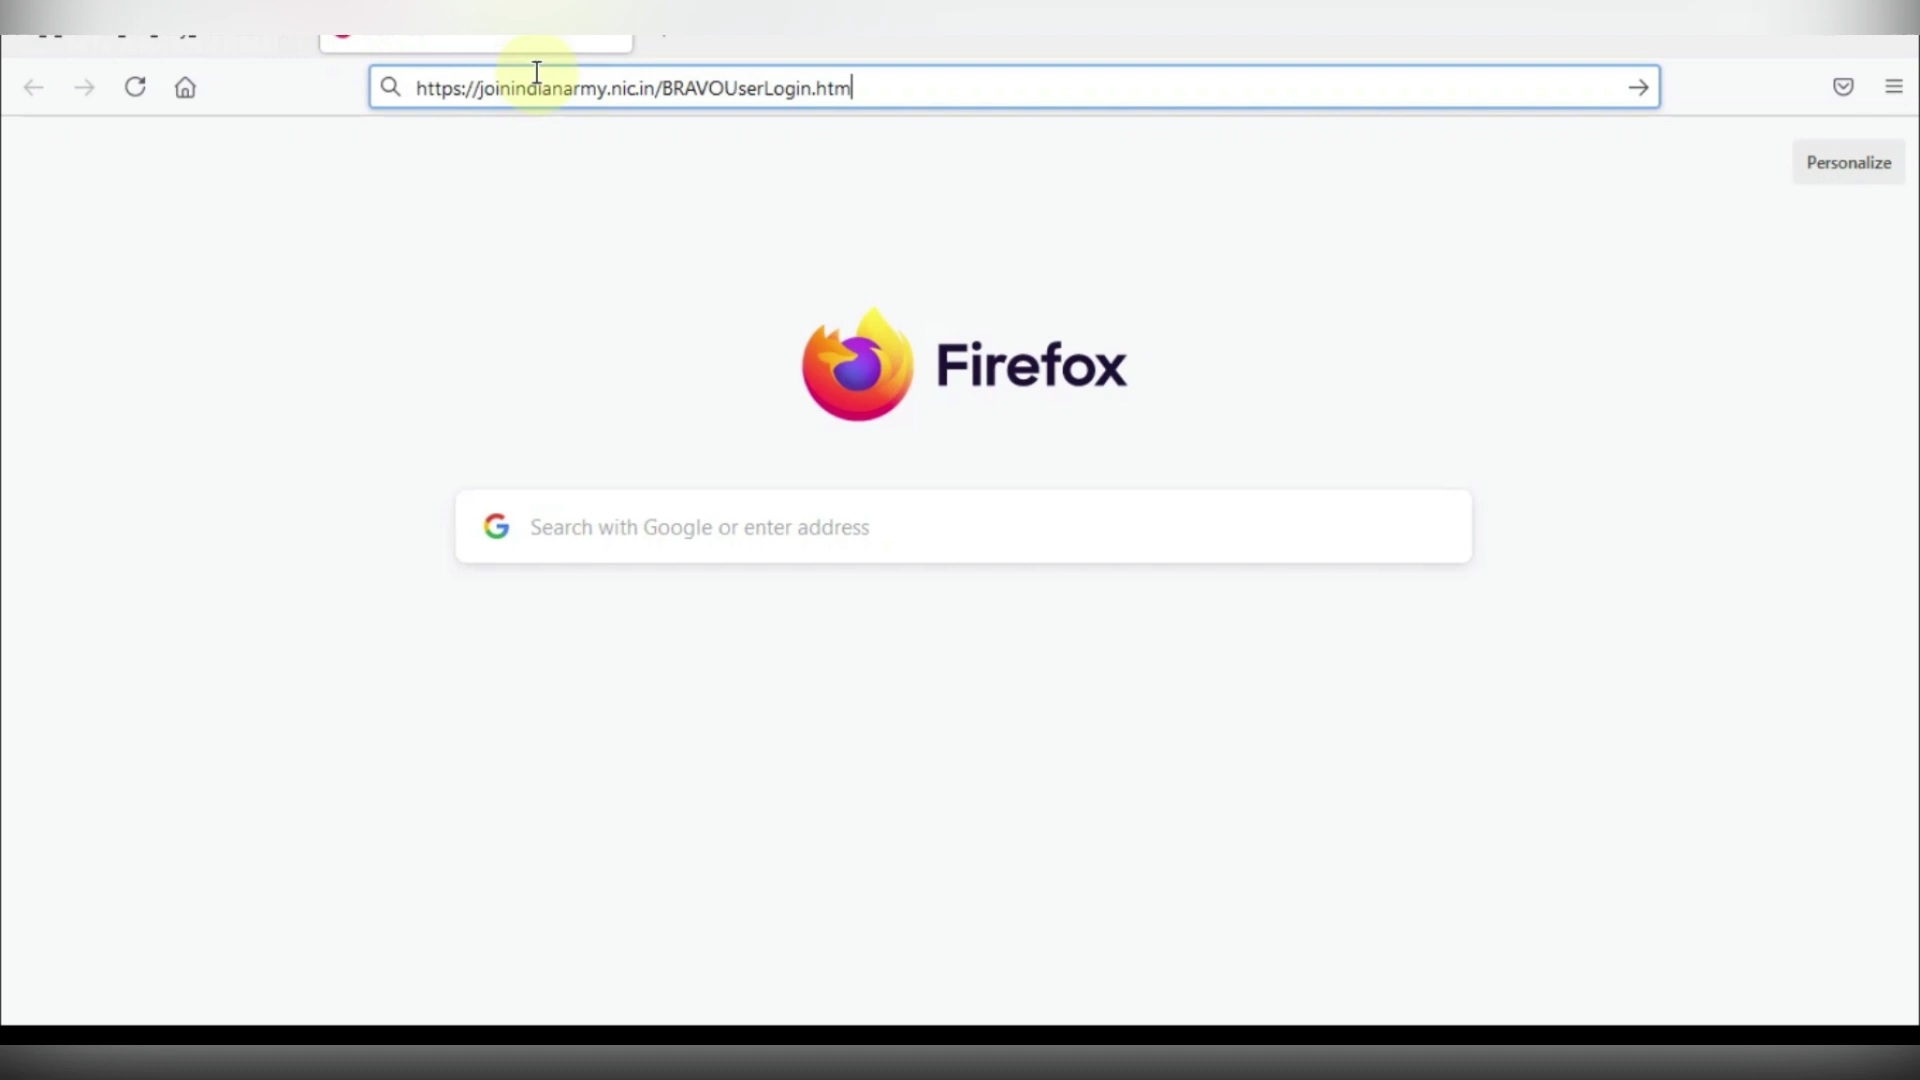 https://joinindianarmy.nic.in/BRAVOUserLogin.htm
Personalize
Firefox
Search with Google or enter address